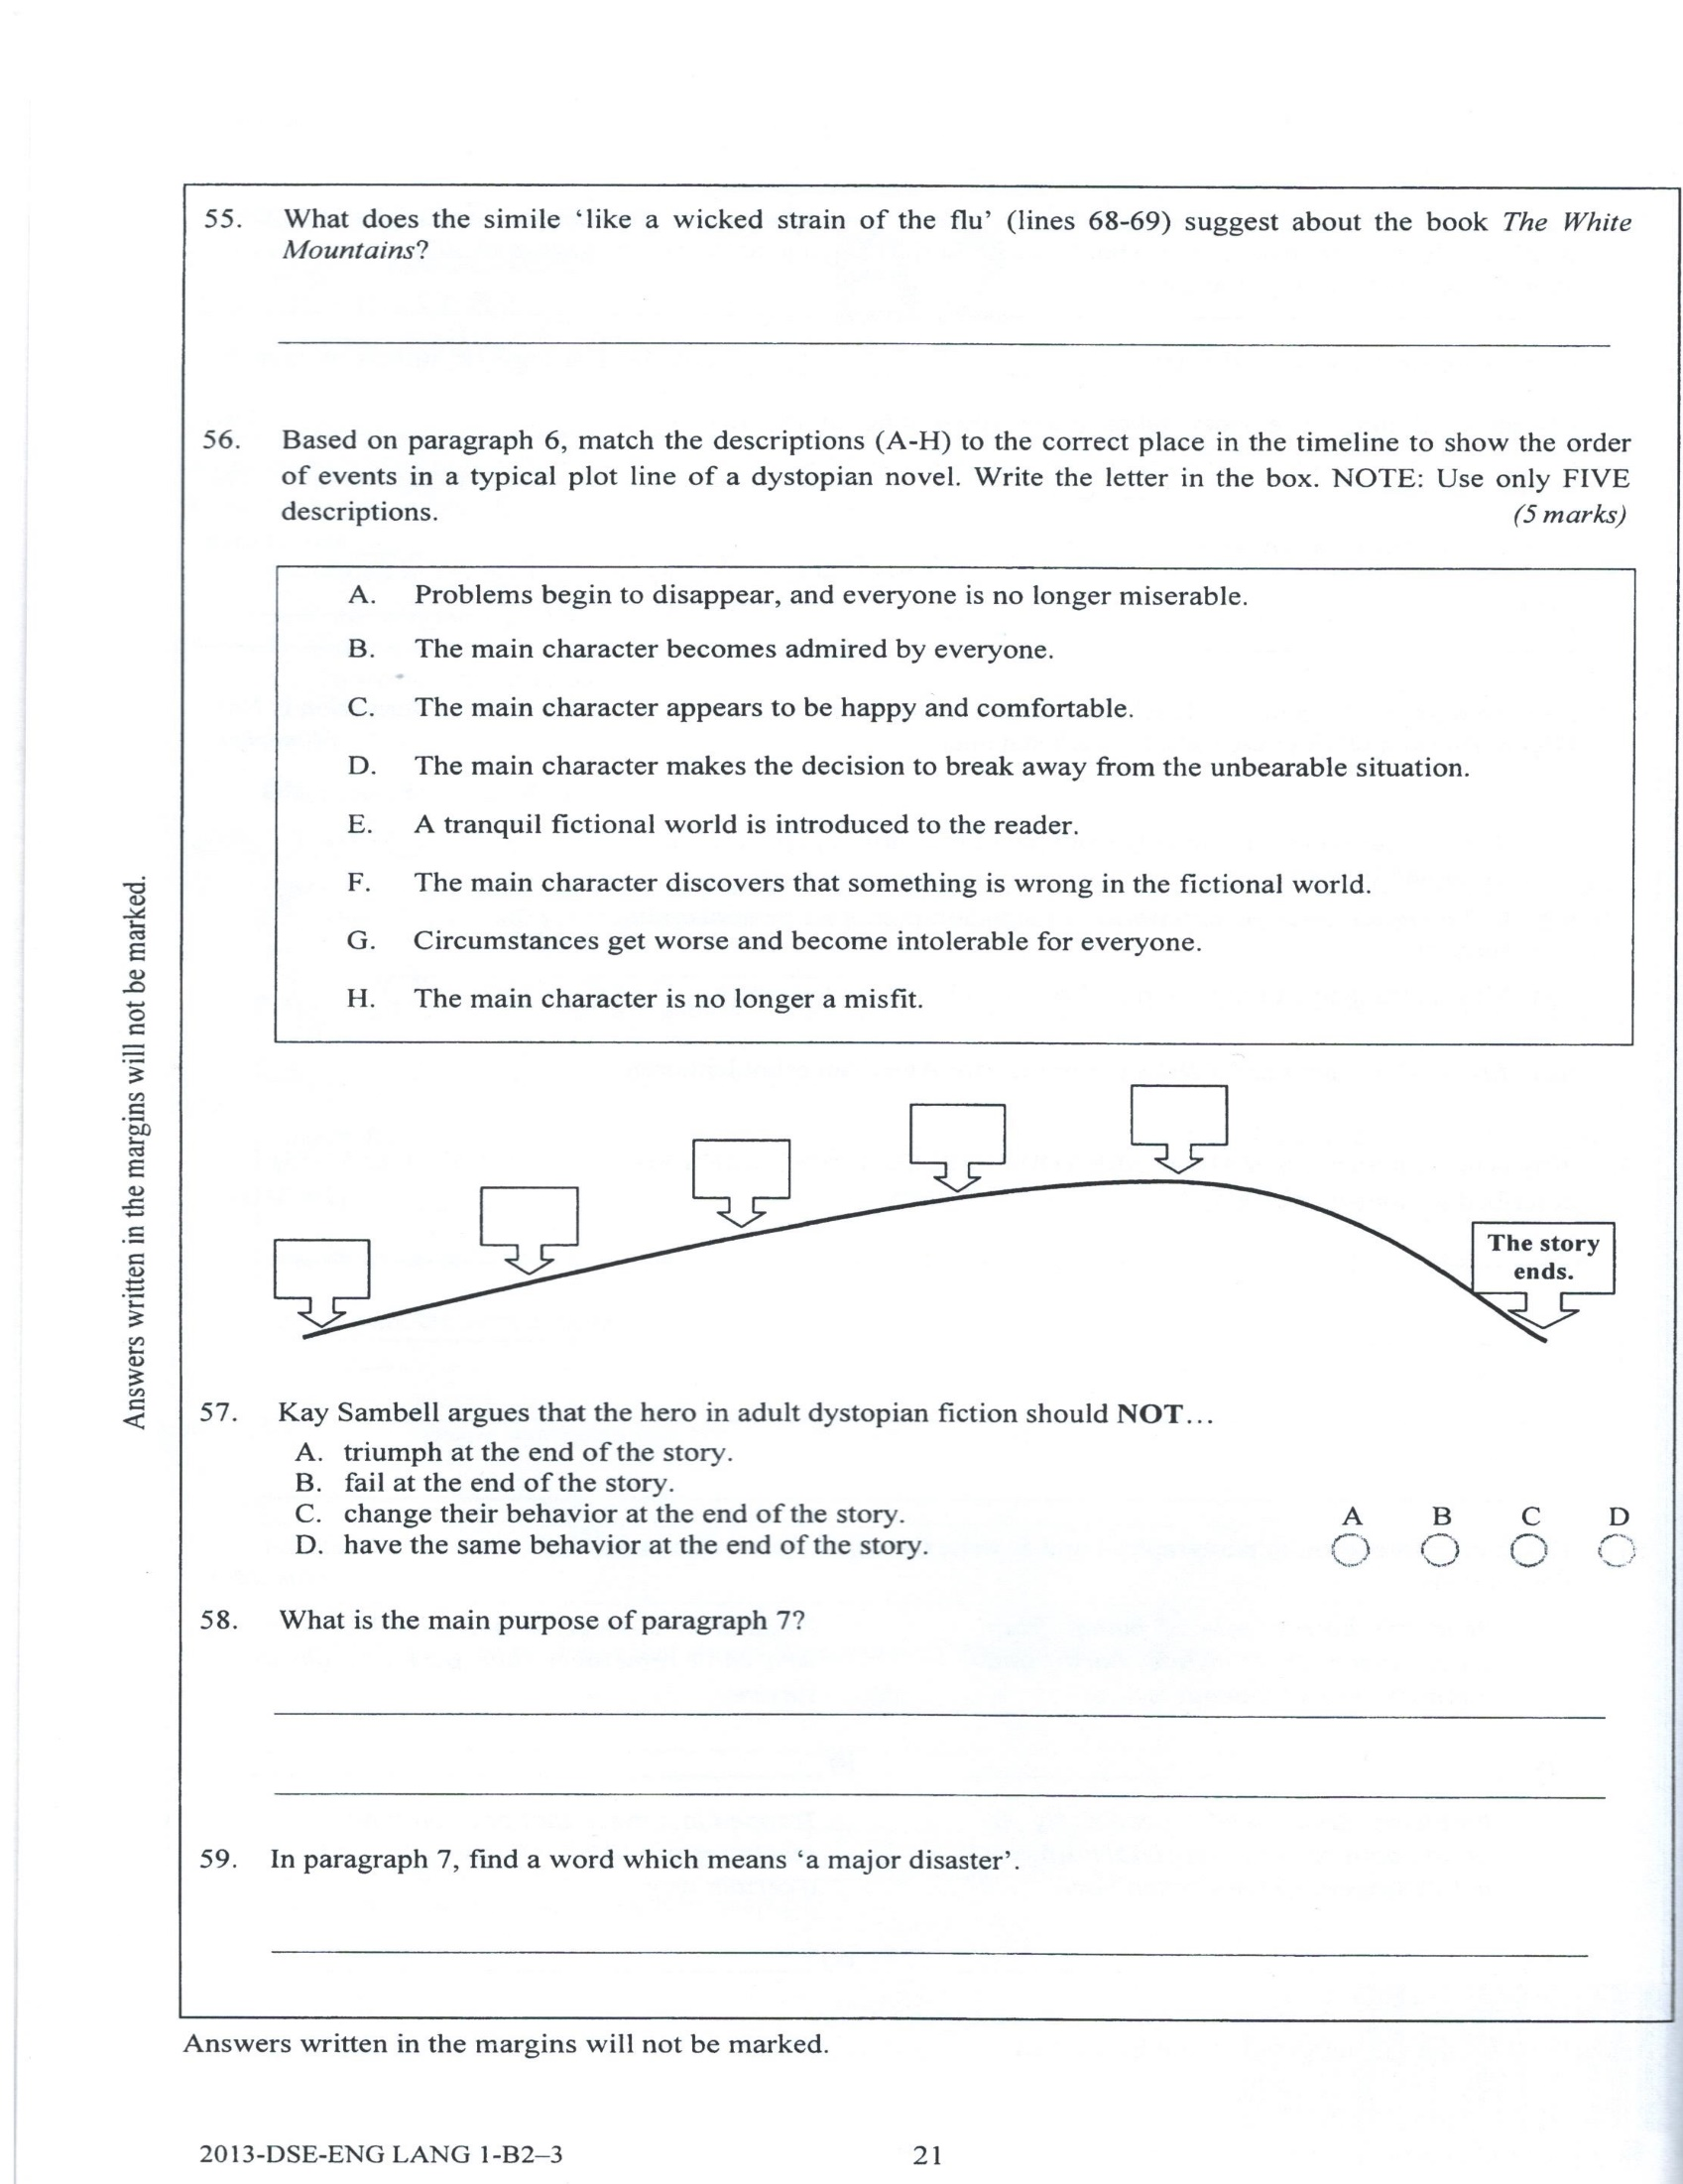 55. What does the simile ‘like a wicked strain of the flu’ (lines 68-69) suggest about the book The White
Mountains?
56. Based on paragraph 6, match the descriptions (A-H) to the correct place in the timeline to show the order
of events in a typical plot line of a dystopian novel. Write the letter in the box. NOTE: Use only FIVE
descriptions. (5 marks)
A. Problems begin to disappear, and everyone is no longer miserable.
B. The main character becomes admired by everyone.
C. The main character appears to be happy and comfortable.
D. The main character makes the decision to break away from the unbearable situation.
E. A tranquil fictional world is introduced to the reader.
F. The main character discovers that something is wrong in the fictional world.
G. Circumstances get worse and become intolerable for everyone.
H. The main character is no longer a misfit.
The story
ends.
57. Kay Sambell argues that the hero in adult dystopian fiction should NOT...
A. triumph at the end of the story.
B. fail at the end of the story.
C. change their behavior at the end of the story.
D. have the same behavior at the end of the story.
A B C D
58. What is the main purpose of paragraph 7?
59. In paragraph 7, find a word which means ‘a major disaster’.
Answers written in the margins will not be marked.
Answers written in the margins will not be marked.
2013-DSE-ENG LANG 1-B2–3 21